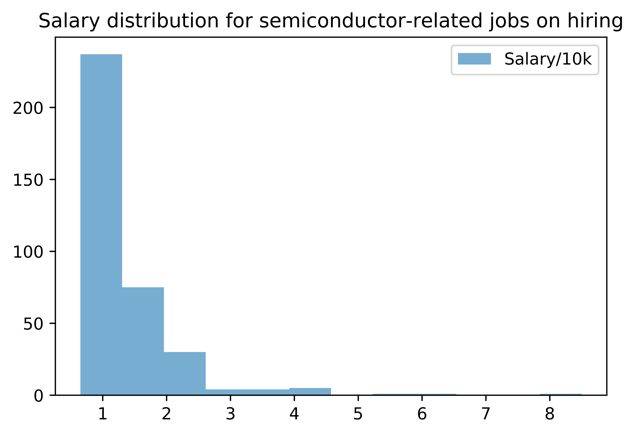 Salary distribution for semiconductor-related jobs on hiring
Salary/10k
200
150
100
50
0
1 2 3 4 5 6 7 8